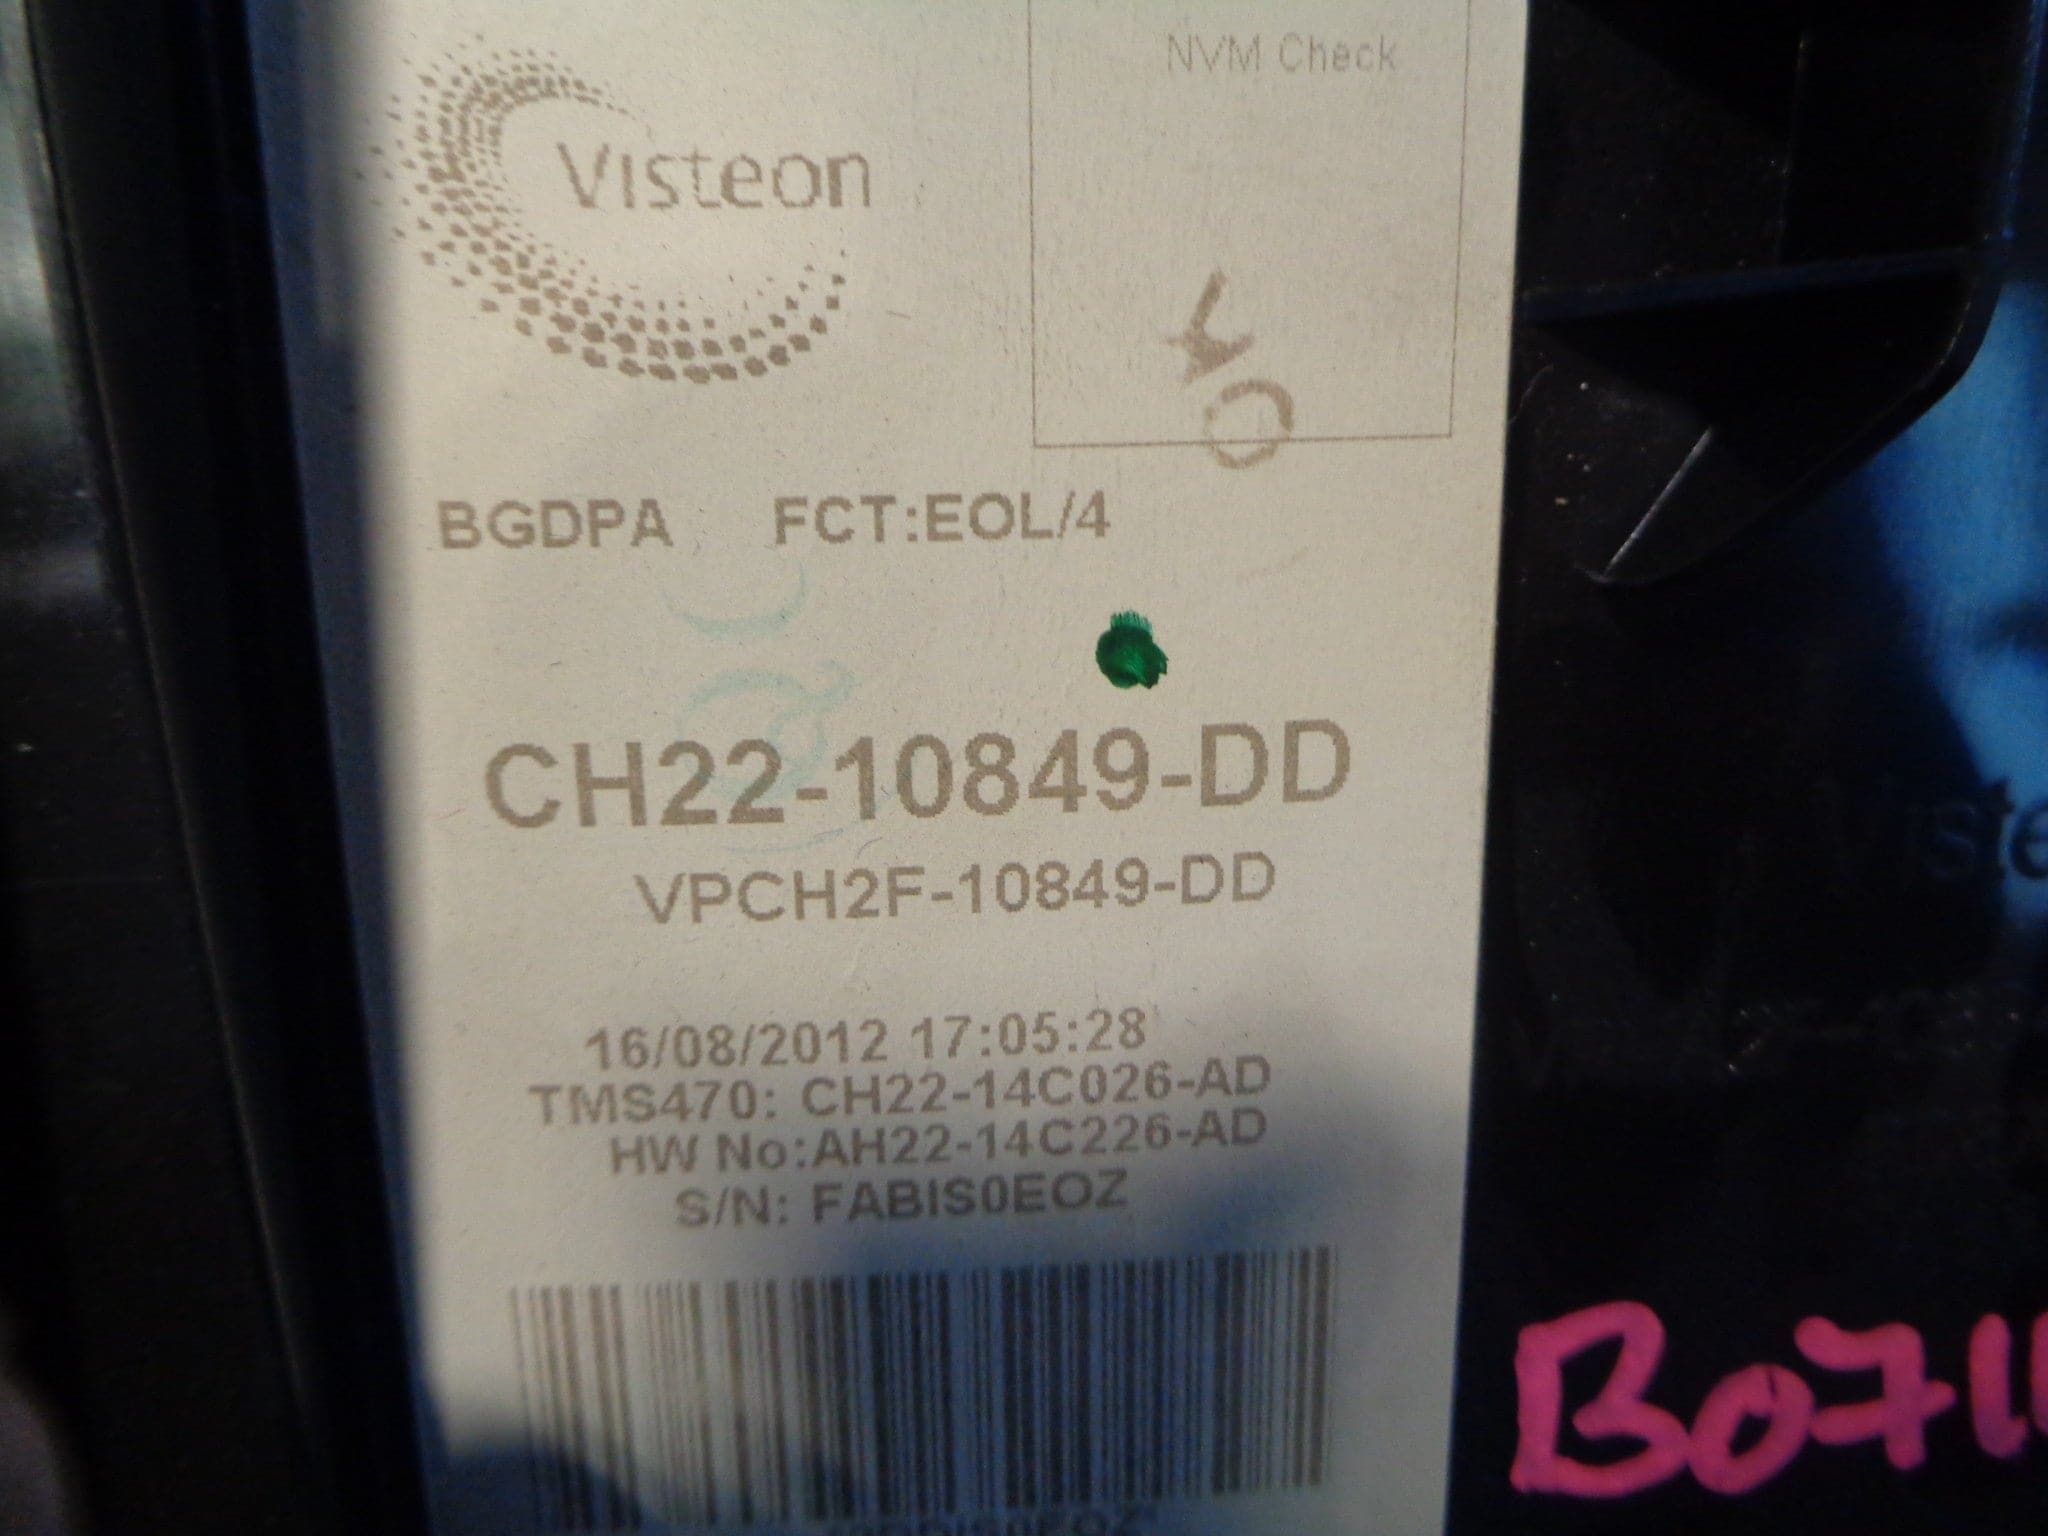 NVM Check
Visteon
OK
BGDPA FCT:EOL/4
CH22-10849-DD
VPCH2F-10849-DD
16/08/2012 17:05:28
TMS470: CH22-14C026-AD
HW No:AH22-14C226-AD
S/N: FABIS0EOZ